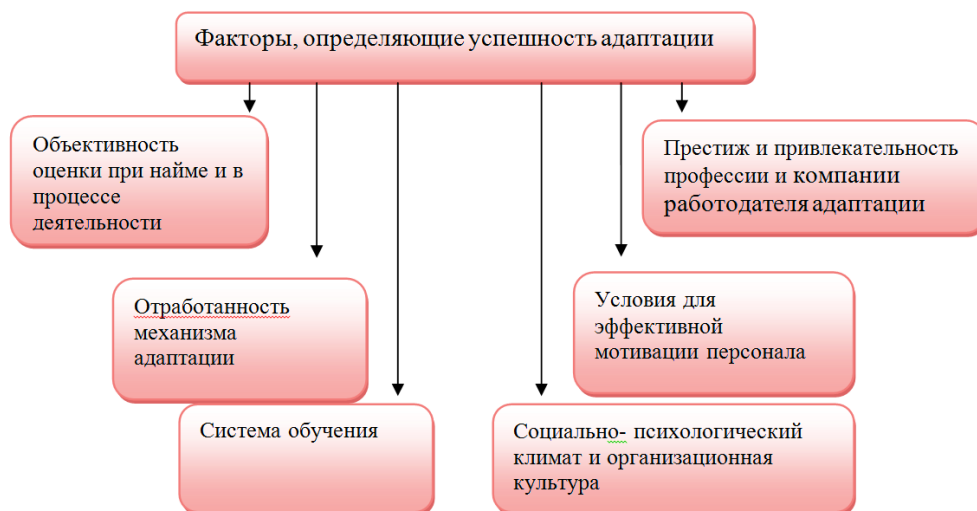 Факторы, определяющие успешность адаптации
Объективность
оценки при найме и в
процессе
деятельности
Престиж и привлекательность
профессии и компании
работодателя адаптации
Отработанность
механизма
адаптации
Условия для
эффективной
мотивации персонала
Система обучения
Социально- психологический
климат и организационная
культура